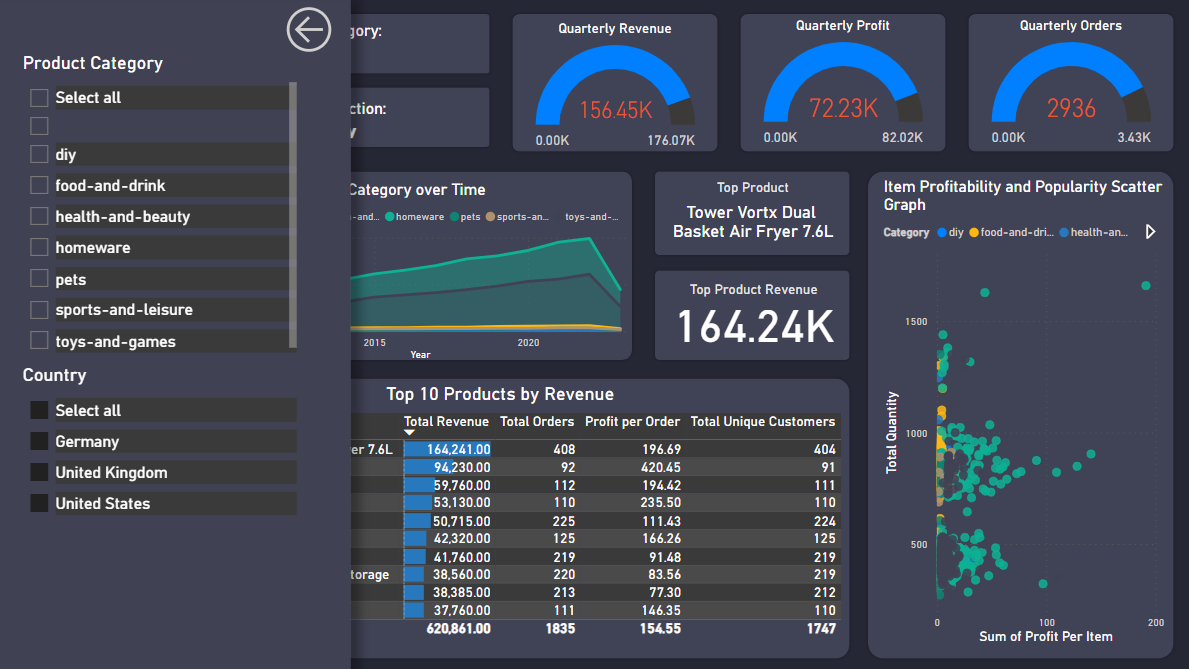 Product Category
Select all
diy
food-and-drink
health-and-beauty
homeware
pets
sports-and-leisure
toys-and-games
Country
Select all
Germany
United Kingdom
United States
gory:
ction:
Quarterly Revenue
156.45K
0.00K 176.07K
Quarterly Profit
72.23K
0.00K 82.02K
Quarterly Orders
2936
0.00K 3.43K
Category over Time
-and... homeware pets sports-an... toys-and-...
2015 2020
Year
Top Product
Tower Vortx Dual
Basket Air Fryer 7.6L
Top Product Revenue
164.24K
Top 10 Products by Revenue
Total Revenue Total Orders Profit per Order Total Unique Customers
er 7.6L 164,241.00 408 196.69 404
94,230.00 92 420.45 91
59,760.00 112 194.42 111
53,130.00 110 235.50 110
50,715.00 225 111.43 224
42,320.00 125 166.26 125
41,760.00 219 91.48 219
torage 38,560.00 220 83.56 219
38,385.00 213 77.30 212
37,760.00 111 146.35 110
620,861.00 1835 154.55 1747
Item Profitability and Popularity Scatter
Graph
Category diy food-and-dri... health-an...
Total Quantity
1500
1000
500
0 100 200
Sum of Profit Per Item